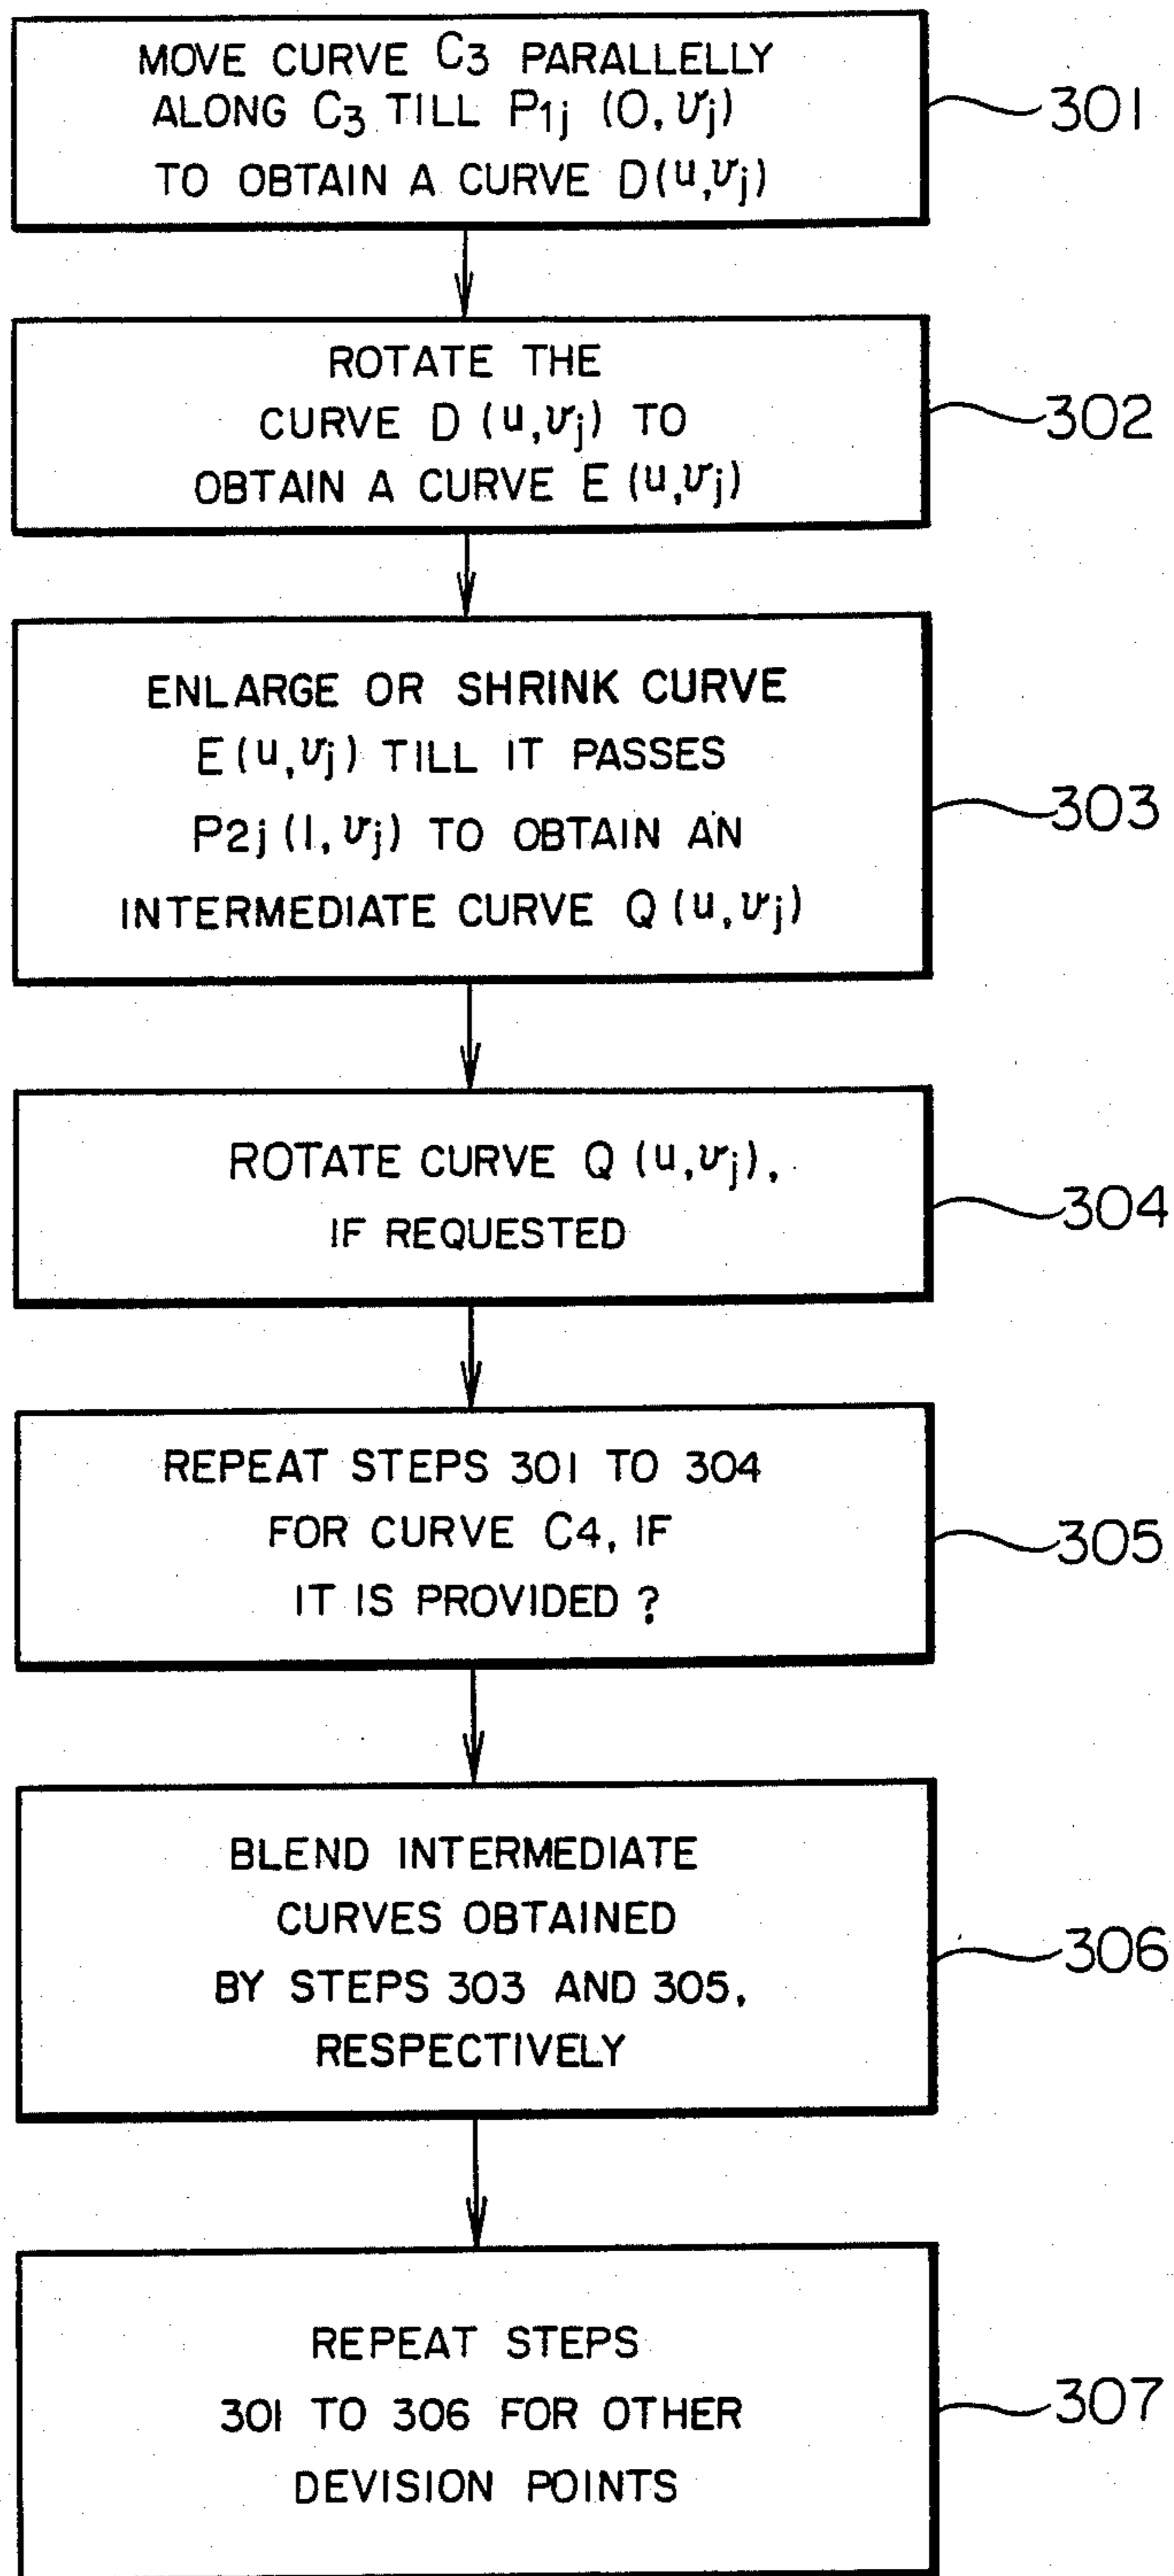 MOVE CURVE C3 PARALLELLY
ALONG C3 TILL P1j (0, vj)
TO OBTAIN A CURVE D(u,vj)
301
ROTATE THE
CURVE D (u,vj) TO
OBTAIN A CURVE E (u,vj)
302
ENLARGE OR SHRINK CURVE
E(u,vj) TILL IT PASSES
P2j (1, vj) TO OBTAIN AN
INTERMEDIATE CURVE Q (u,vj)
303
ROTATE CURVE Q (u,vj),
IF REQUESTED
304
REPEAT STEPS 301 TO 304
FOR CURVE C4, IF
IT IS PROVIDED ?
305
BLEND INTERMEDIATE
CURVES OBTAINED
BY STEPS 303 AND 305,
RESPECTIVELY
306
REPEAT STEPS
301 TO 306 FOR OTHER
DEVISION POINTS
307